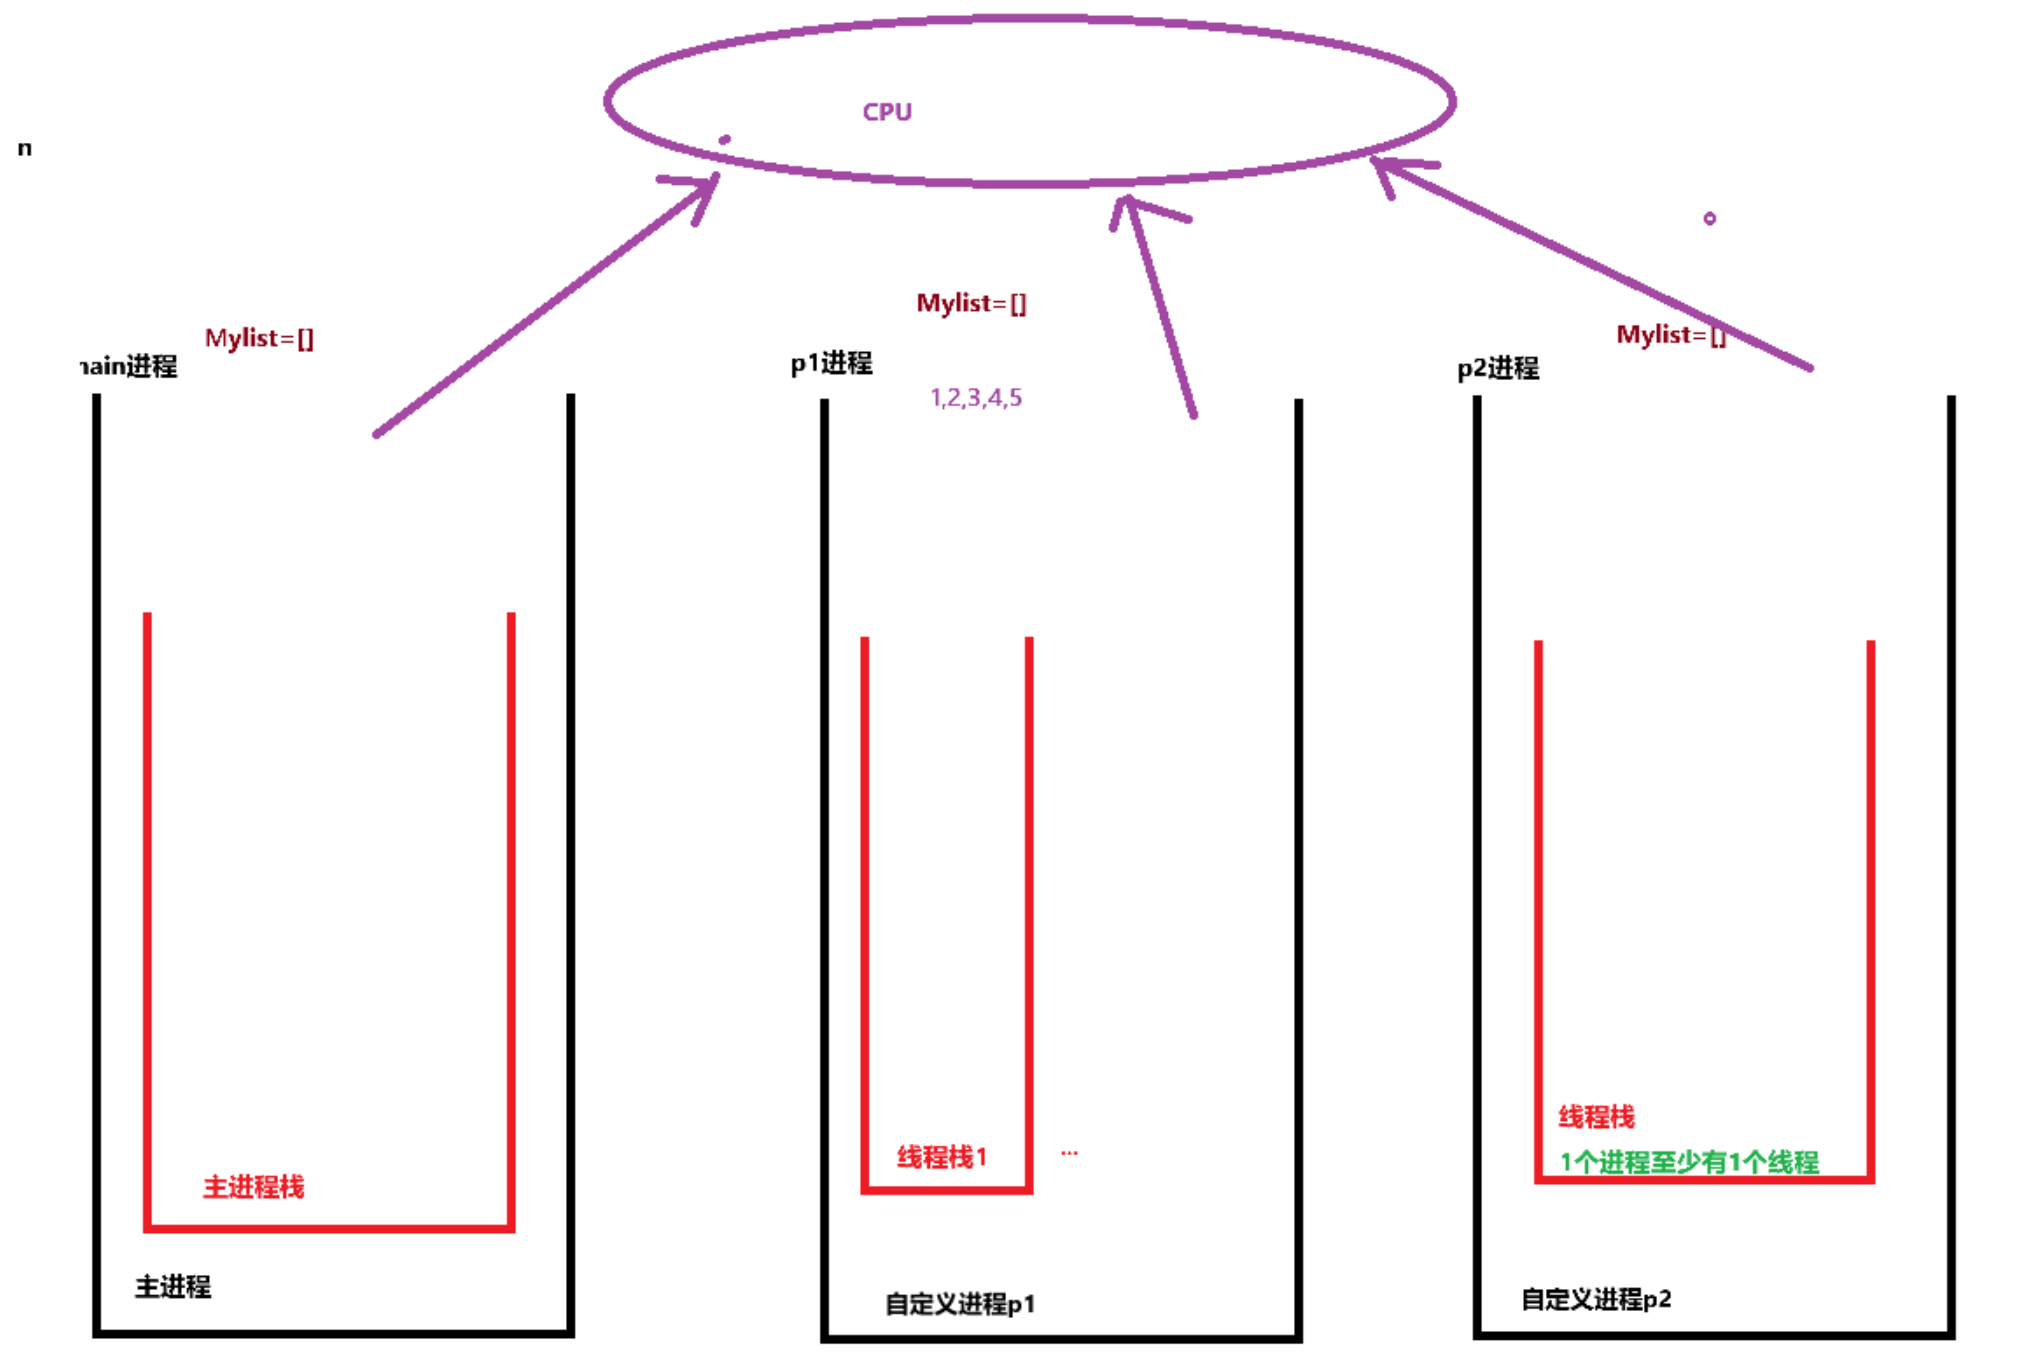 CPU
n
Mylist=[]
Mylist=[]
Mylist=[]
main进程
p1进程
p2进程
1,2,3,4,5
线程栈
线程栈1
...
1个进程至少有1个线程
主进程栈
主进程
自定义进程p1
自定义进程p2